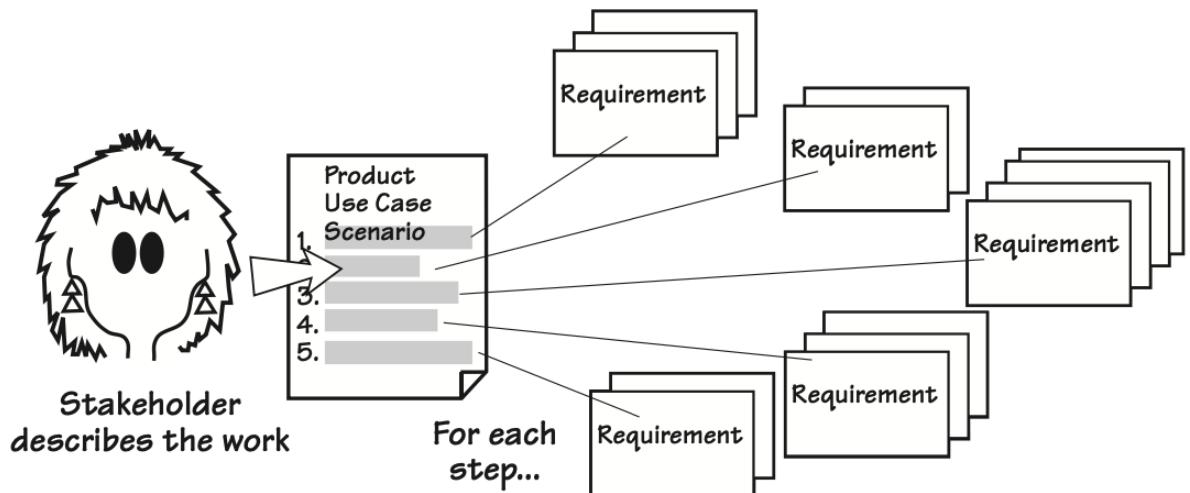 Requirement
Requirement
Product
Use Case
Scenario
1.
3.
4.
5.
Requirement
Requirement
Requirement
Stakeholder
describes the work
For each
step...